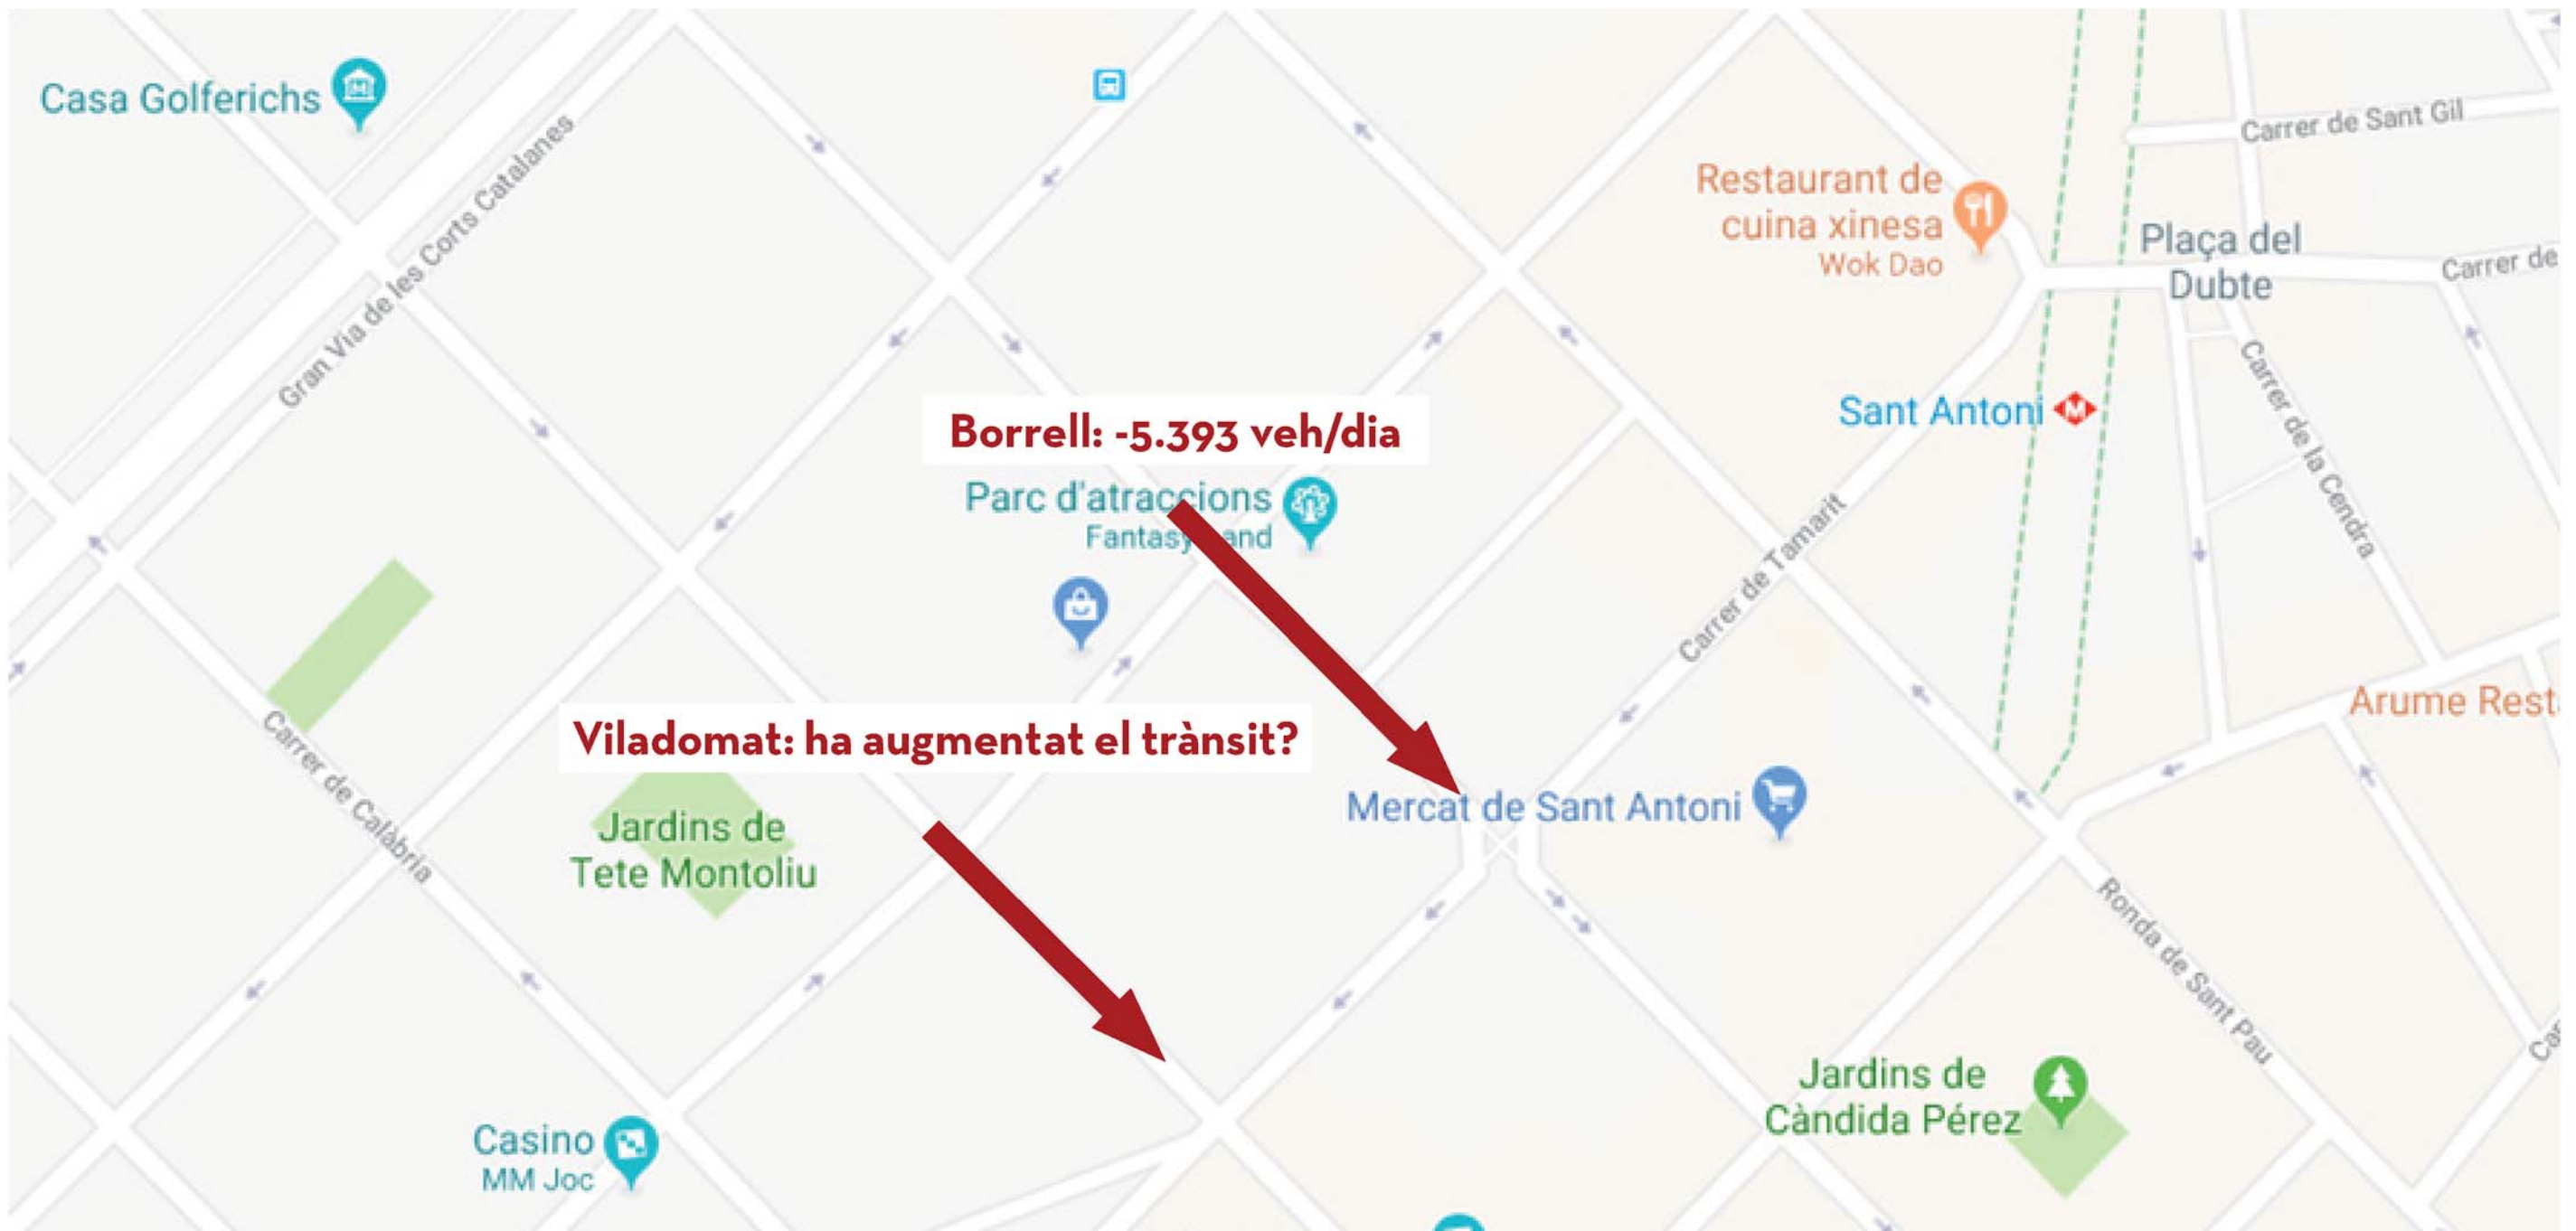 Casa Golferichs
Gran Via de les Corts Catalanes
Carrer de Sant Gil
Restaurant de
cuina xinesa
Wok Dao
Plaça del
Dubte
Carrer de
Carrer de la Cendra
Sant Antoni
M
Borrell: -5.393 veh/dia
Parc d'atraccions
Carrer de Tamarit
Arume Rest
Viladomat: ha augmentat el trànsit?
Carrer de Calàbria
Jardins de
Tete Montoliu
Mercat de Sant Antoni
Ronda de Sant Pau
Jardins de
Càndida Pérez
Casino
MM Joc